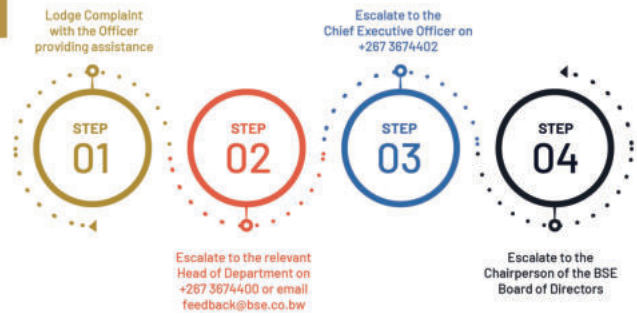 Lodge Complaint
with the Officer
providing assistance
STEP
01
STEP
02
Escalate to the relevant
Head of Department on
+267 3674400 or email
feedback@bse.co.bw
Escalate to the
Chief Executive Officer on
+267 3674402
STEP
03
STEP
04
Escalate to the
Chairperson of the BSE
Board of Directors